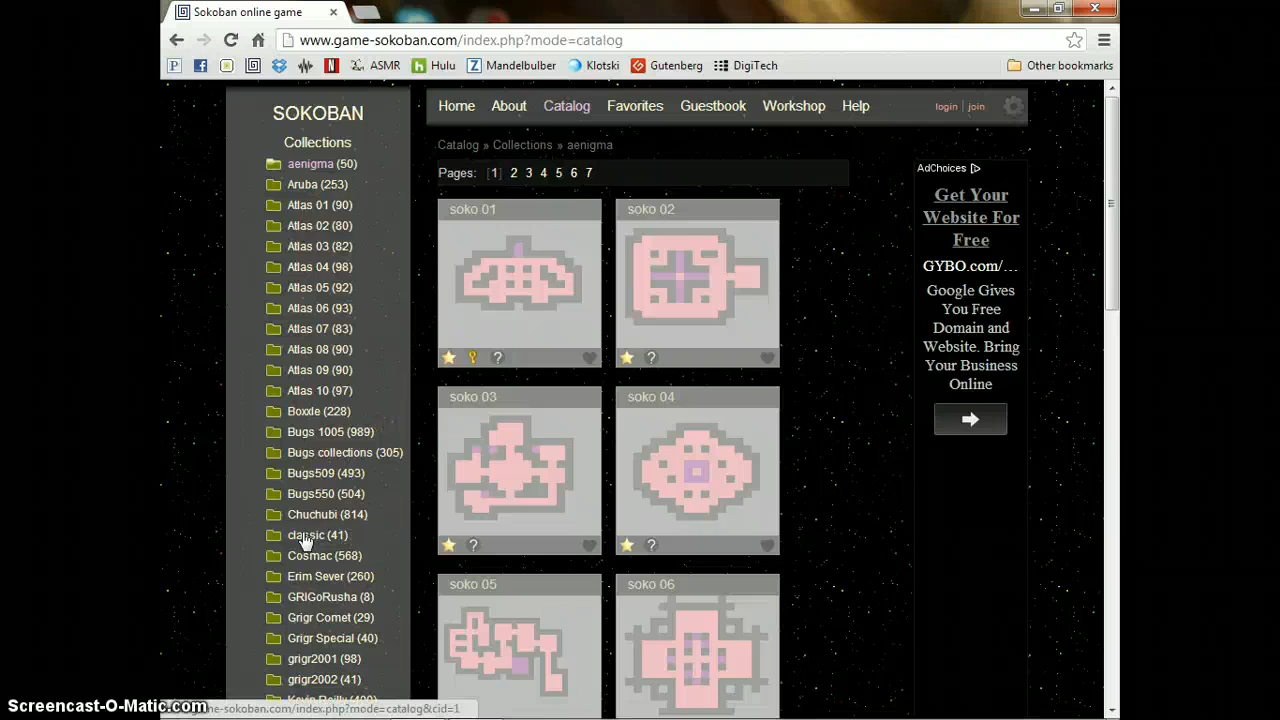 Sokoban online game
www.game-sokoban.com/index.php?mode=catalog
ASMR Hulu Mandelbulber Klotski Gutenberg DigiTech Other bookmarks
SOKOBAN
Collections
aenigma (50)
Aruba (253)
Atlas 01 (90)
Atlas 02 (80)
Atlas 03 (82)
Atlas 04 (98)
Atlas 05 (92)
Atlas 06 (93)
Atlas 07 (83)
Atlas 08 (90)
Atlas 09 (90)
Atlas 10 (97)
Boxxle (228)
Bugs 1005 (989)
Bugs collections (305)
Bugs509 (493)
Bugs550 (504)
Chuchubi (814)
classic (41)
Cosmac (568)
Erim Sever (260)
GRIGoRusha (8)
Grigr Comet (29)
Grigr Special (40)
grigr2001 (98)
grigr2002 (41)
Home About Catalog Favorites Guestbook Workshop Help login | join
Catalog » Collections » aenigma
Pages: [1] 2 3 4 5 6 7
soko 01 soko 02
soko 03 soko 04
soko 05 soko 06
AdChoices
Get Your
Website For
Free
GYBO.com/…
Google Gives
You Free
Domain and
Website. Bring
Your Business
Online
game-sokoban.com/index.php?mode=catalog&cid=1
Screencast-O-Matic.com